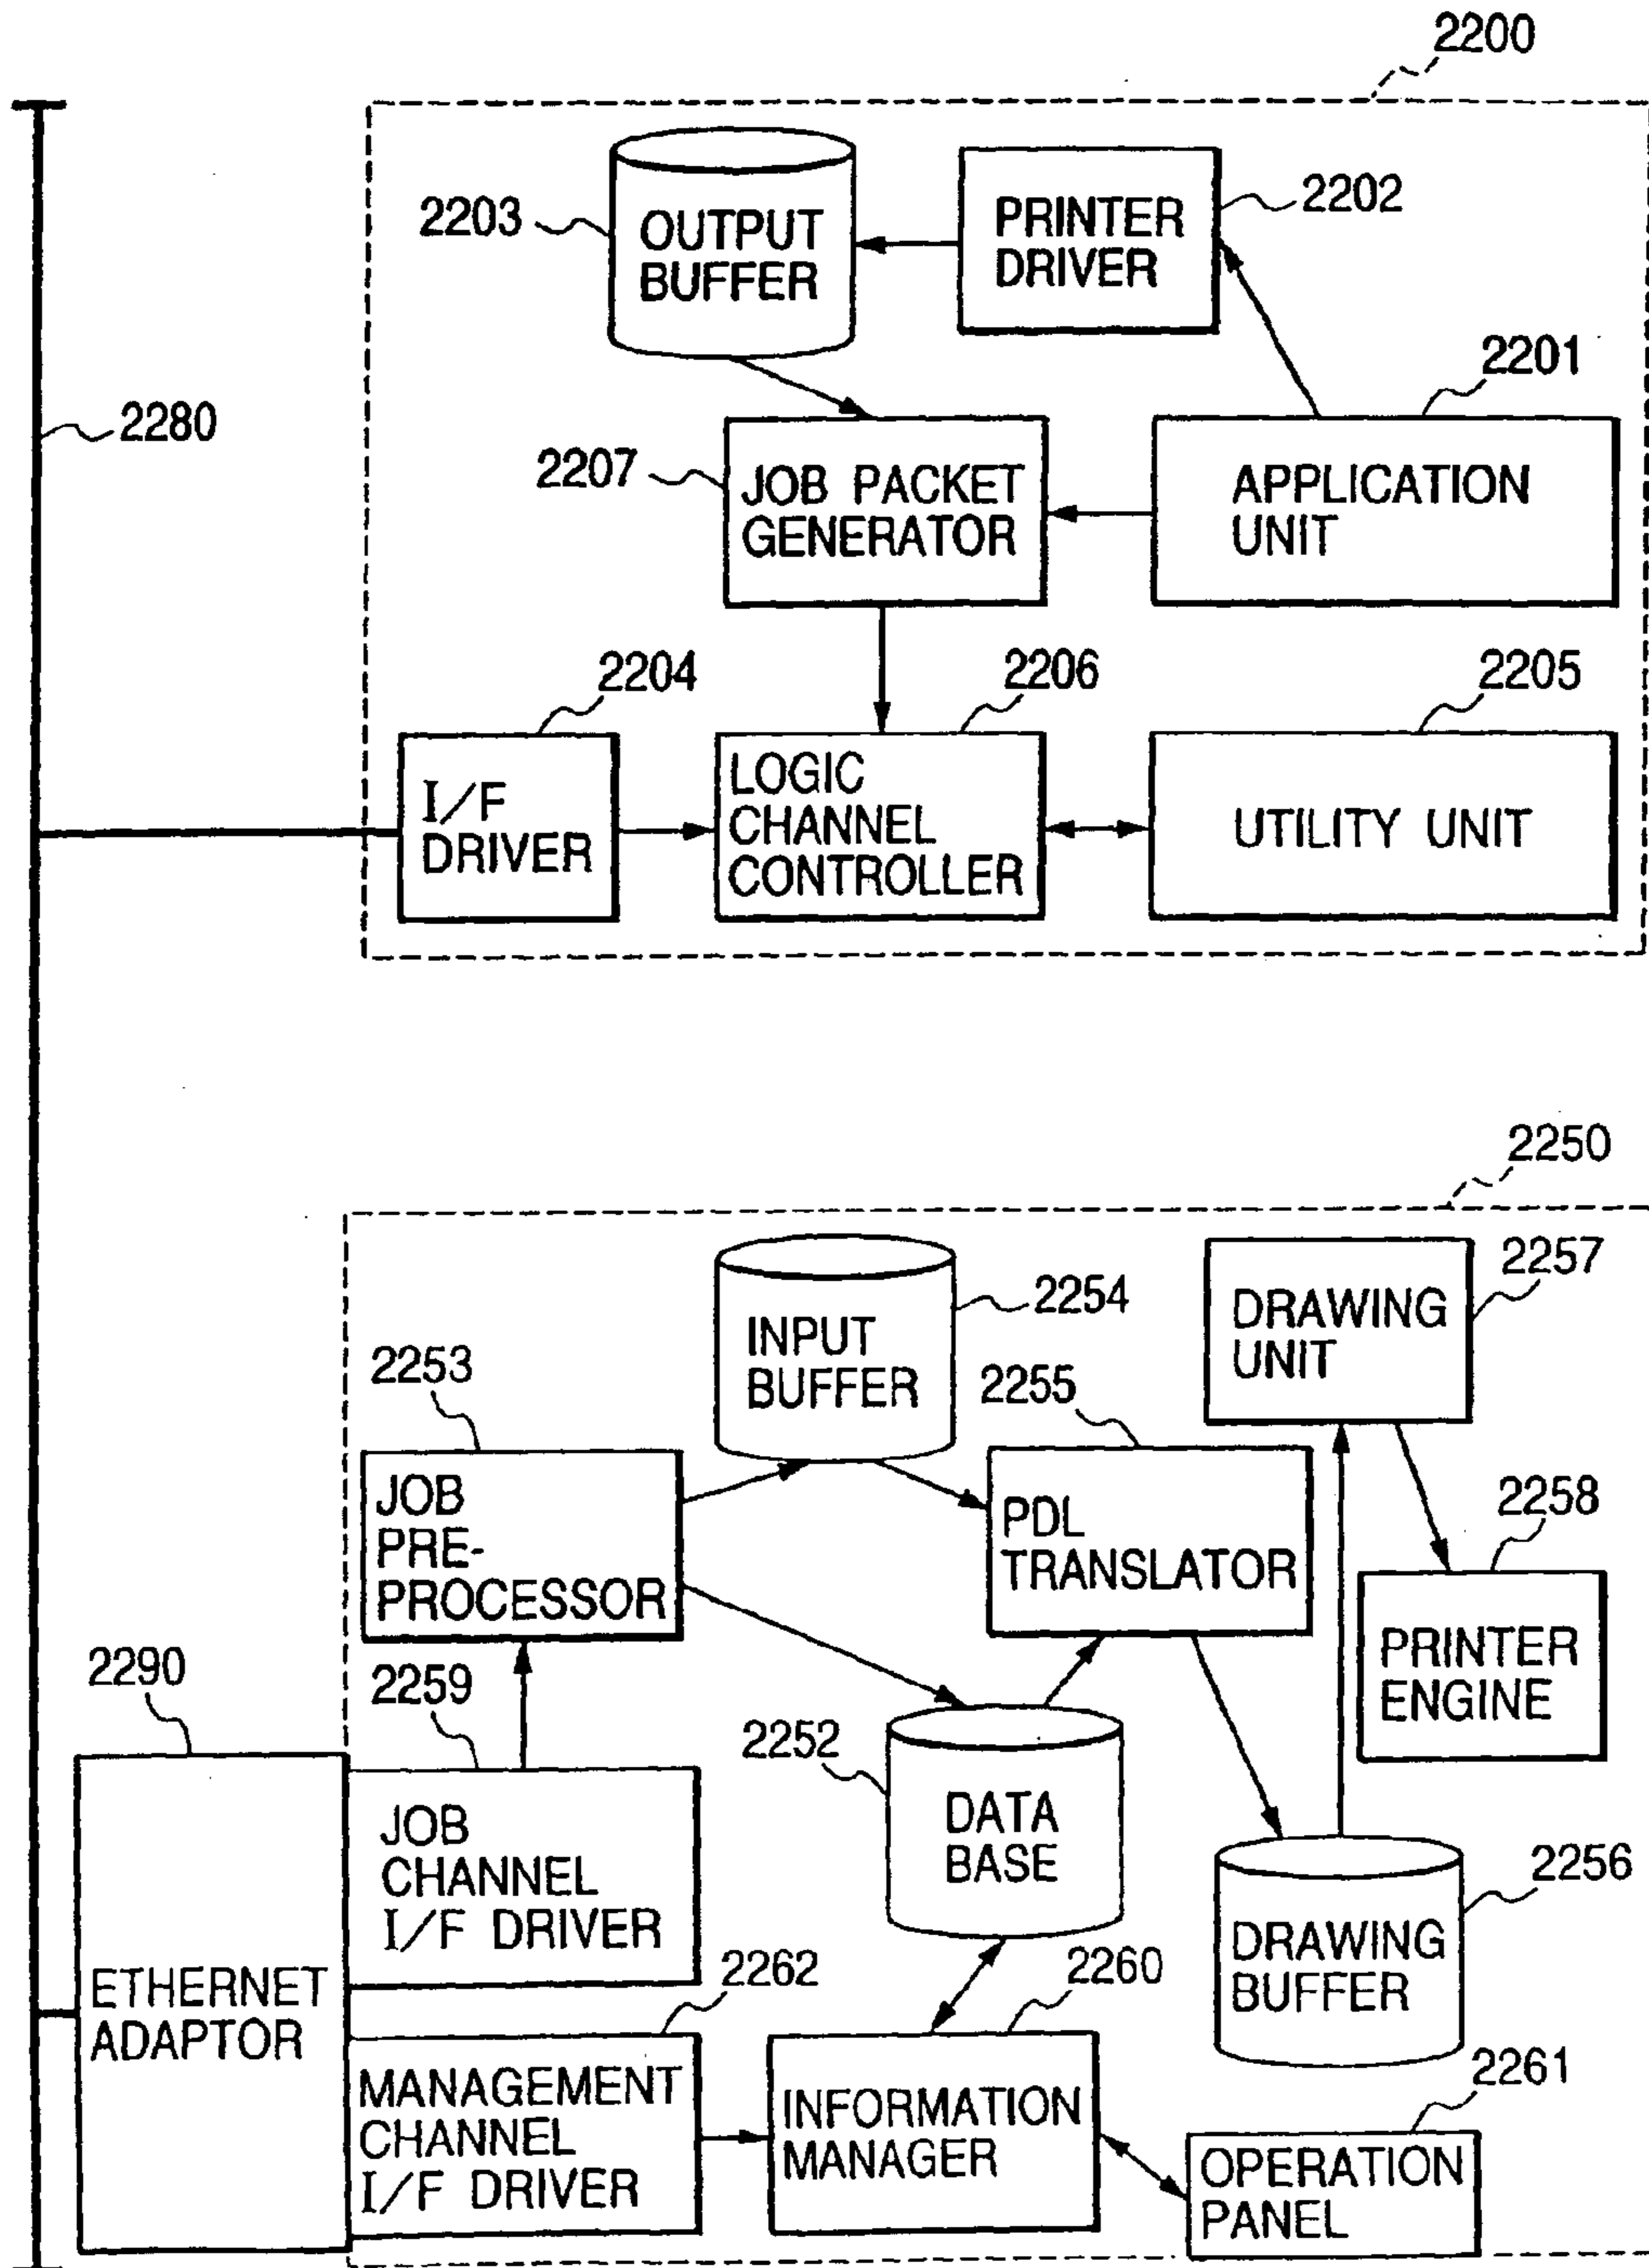 2200
2203
OUTPUT
BUFFER
PRINTER
DRIVER
2202
2201
2280
2207
JOB PACKET
GENERATOR
APPLICATION
UNIT
2204
2206
2205
I/F
DRIVER
LOGIC
CHANNEL
CONTROLLER
UTILITY UNIT
2250
2257
2254
INPUT
BUFFER
DRAWING
UNIT
2253
2255
JOB
PRE-
PROCESSOR
PDL
TRANSLATOR
2258
PRINTER
ENGINE
2290
2259
2252
DATA
BASE
JOB
CHANNEL
I/F DRIVER
2256
DRAWING
BUFFER
ETHERNET
ADAPTOR
2262
2260
2261
MANAGEMENT
CHANNEL
I/F DRIVER
INFORMATION
MANAGER
OPERATION
PANEL